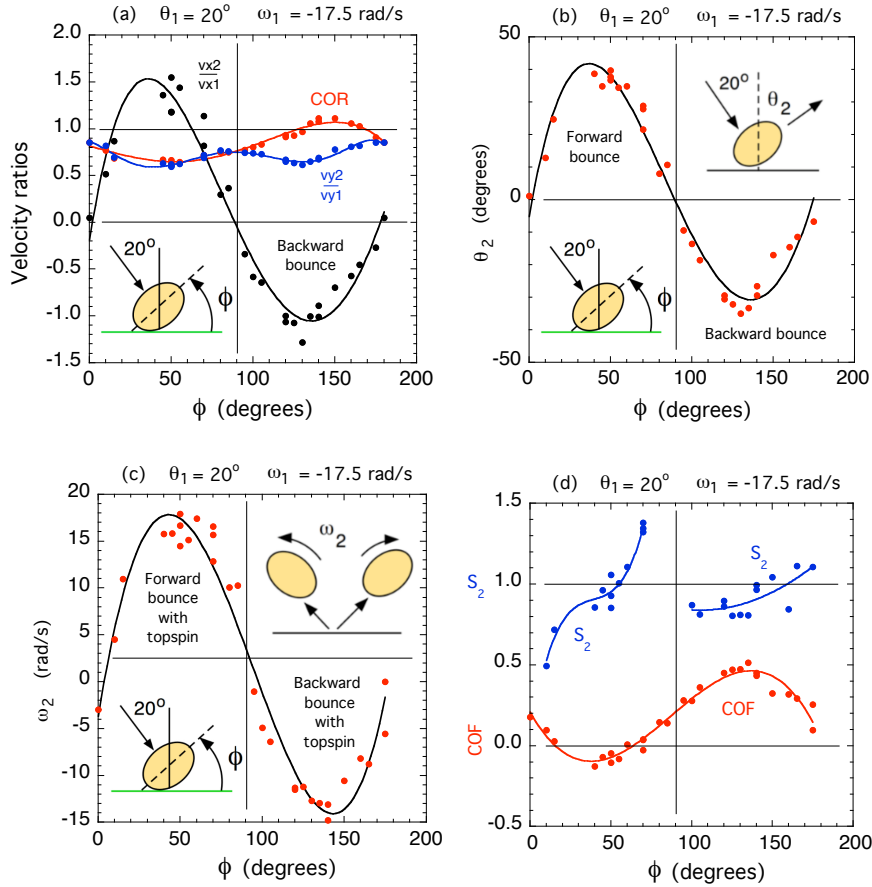 (a) θ1 = 20° ω1 = -17.5 rad/s
2.0
1.5
1.0
0.5
0.0
-0.5
-1.0
-1.5
Velocity ratios
vx2
vx1
COR
vy2
vy1
Backward
bounce
20°
ϕ
0 50 100 150 200
ϕ (degrees)
(b) θ1 = 20° ω1 = -17.5 rad/s
50
0
-50
θ2 (degrees)
Forward
bounce
20°
θ2
20°
ϕ
Backward bounce
0 50 100 150 200
ϕ (degrees)
(c) θ1 = 20° ω1 = -17.5 rad/s
20
15
10
5
0
-5
-10
-15
ω2 (rad/s)
ω2
Forward
bounce
with
topspin
Backward
bounce
with
topspin
20°
ϕ
0 50 100 150 200
ϕ (degrees)
(d) θ1 = 20° ω1 = -17.5 rad/s
1.5
1.0
0.5
0.0
-0.5
COF S2
S2
S2
COF
0 50 100 150 200
ϕ (degrees)